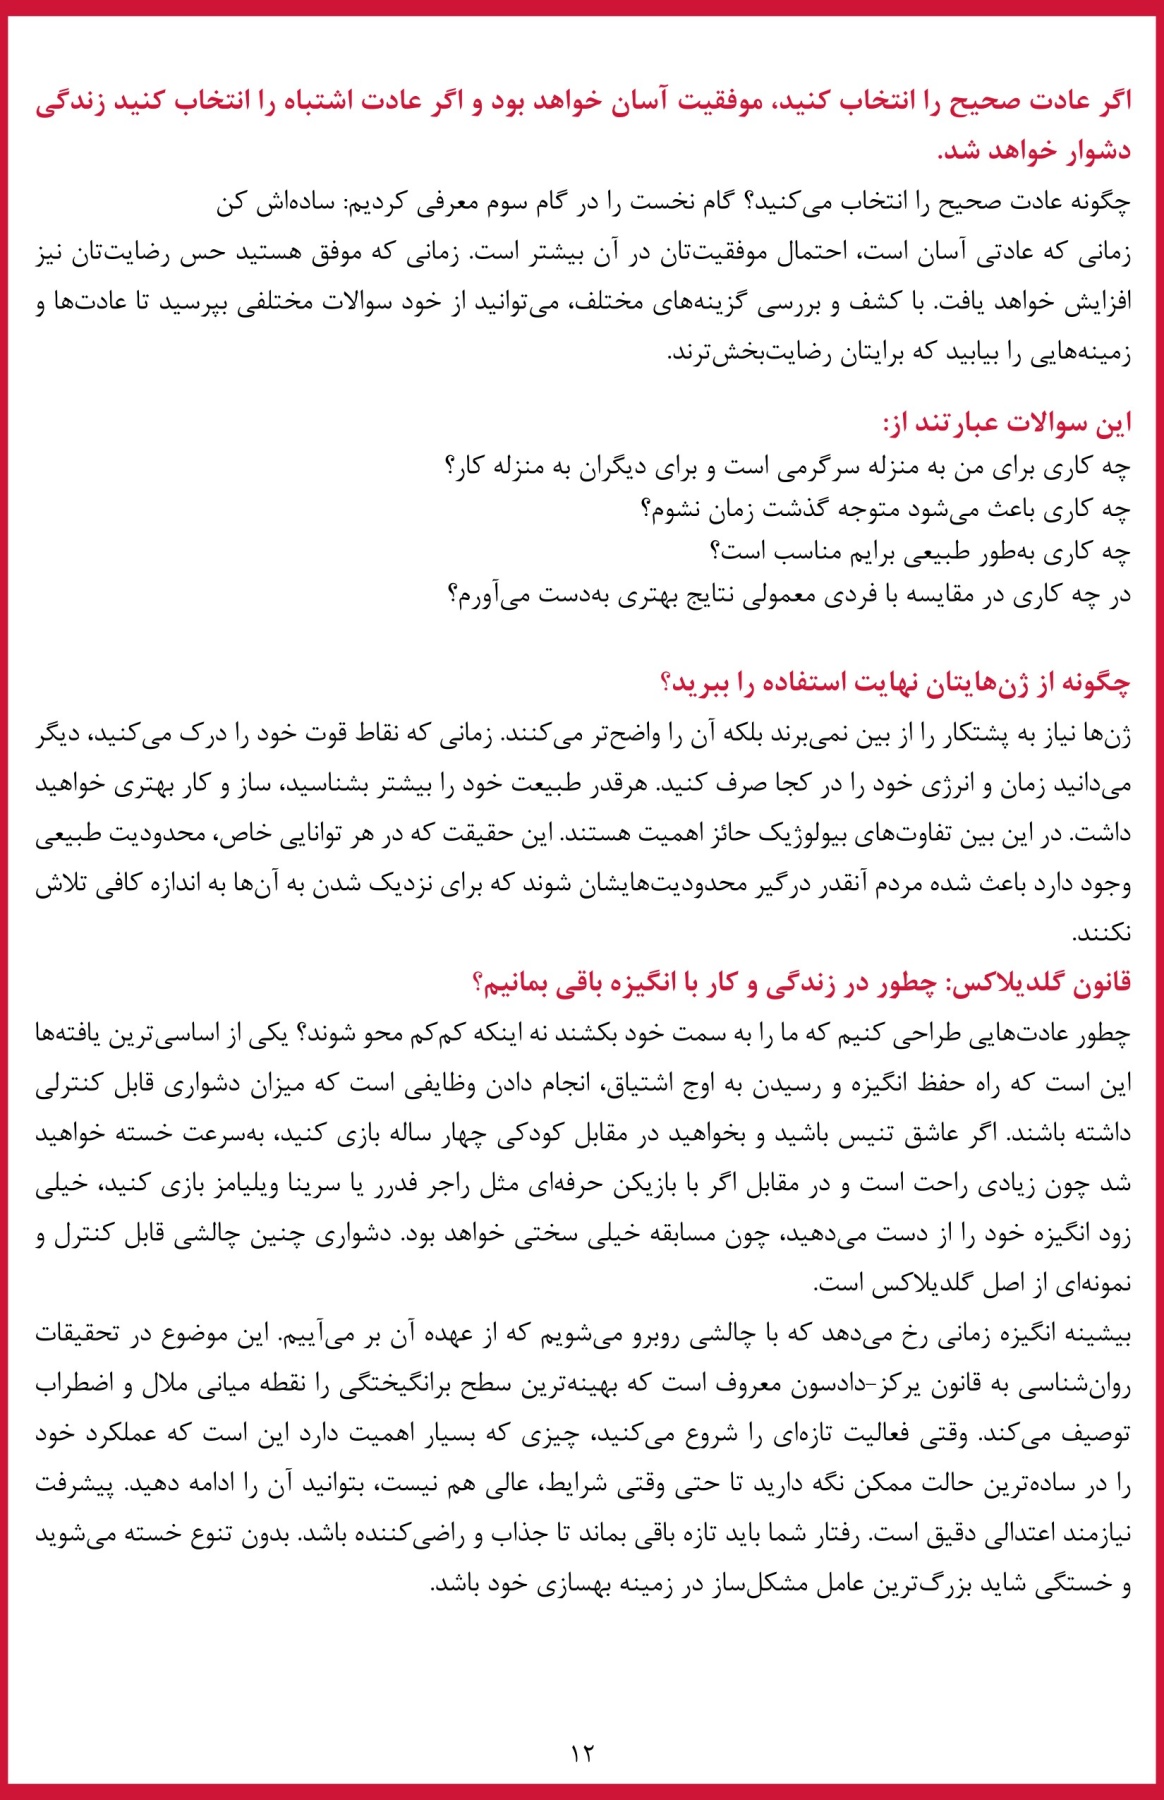 اگر عادت صحیح را انتخاب کنید، موفقیت آسان خواهد بود و اگر عادت اشتباه را انتخاب کنید زندگی
دشوار خواهد شد.
چگونه عادت صحیح را انتخاب می‌کنید؟ گام نخست را در گام سوم معرفی کردیم: ساده‌اش کن
زمانی که عادتی آسان است، احتمال موفقیت‌تان در آن بیشتر است. زمانی که موفق هستید حس رضایت‌تان نیز
افزایش خواهد یافت. با کشف و بررسی گزینه‌های مختلف، می‌توانید از خود سوالات مختلفی بپرسید تا عادت‌ها و
زمینه‌هایی را بیابید که برایتان رضایت‌بخش‌ترند.
این سوالات عبارتند از:
چه کاری برای من به منزله سرگرمی است و برای دیگران به منزله کار؟
چه کاری باعث می‌شود متوجه گذشت زمان نشوم؟
چه کاری به‌طور طبیعی برایم مناسب است؟
در چه کاری در مقایسه با فردی معمولی نتایج بهتری به‌دست می‌آورم؟
چگونه از ژن‌هایتان نهایت استفاده را ببرید؟
ژن‌ها نیاز به پشتکار را از بین نمی‌برند بلکه آن را واضح‌تر می‌کنند. زمانی که نقاط قوت خود را درک می‌کنید، دیگر
می‌دانید زمان و انرژی خود را در کجا صرف کنید. هرقدر طبیعت خود را بیشتر بشناسید، ساز و کار بهتری خواهید
داشت. در این بین تفاوت‌های بیولوژیک حائز اهمیت هستند. این حقیقت که در هر توانایی خاص، محدودیت طبیعی
وجود دارد باعث شده مردم آنقدر درگیر محدودیت‌هایشان شوند که برای نزدیک شدن به آن‌ها به اندازه کافی تلاش
نکنند.
قانون گلدیلاکس: چطور در زندگی و کار با انگیزه باقی بمانیم؟
چطور عادت‌هایی طراحی کنیم که ما را به سمت خود بکشند نه اینکه کم‌کم محو شوند؟ یکی از اساسی‌ترین یافته‌ها
این است که راه حفظ انگیزه و رسیدن به اوج اشتیاق، انجام دادن وظایفی است که میزان دشواری قابل کنترلی
داشته باشند. اگر عاشق تنیس باشید و بخواهید در مقابل کودکی چهار ساله بازی کنید، به‌سرعت خسته خواهید
شد چون زیادی راحت است و در مقابل اگر با بازیکن حرفه‌ای مثل راجر فدرر یا سرینا ویلیامز بازی کنید، خیلی
زود انگیزه خود را از دست می‌دهید، چون مسابقه خیلی سختی خواهد بود. دشواری چنین چالشی قابل کنترل و
نمونه‌ای از اصل گلدیلاکس است.
بیشینه انگیزه زمانی رخ می‌دهد که با چالشی روبرو می‌شویم که از عهده آن بر می‌آییم. این موضوع در تحقیقات
روان‌شناسی به قانون یرکز-دادسون معروف است که بهینه‌ترین سطح برانگیختگی را نقطه میانی ملال و اضطراب
توصیف می‌کند. وقتی فعالیت تازه‌ای را شروع می‌کنید، چیزی که بسیار اهمیت دارد این است که عملکرد خود
را در ساده‌ترین حالت ممکن نگه دارید تا حتی وقتی شرایط، عالی هم نیست، بتوانید آن را ادامه دهید. پیشرفت
نیازمند اعتدالی دقیق است. رفتار شما باید تازه باقی بماند تا جذاب و راضی‌کننده باشد. بدون تنوع خسته می‌شوید
و خستگی شاید بزرگ‌ترین عامل مشکل‌ساز در زمینه بهسازی خود باشد.
۱۲